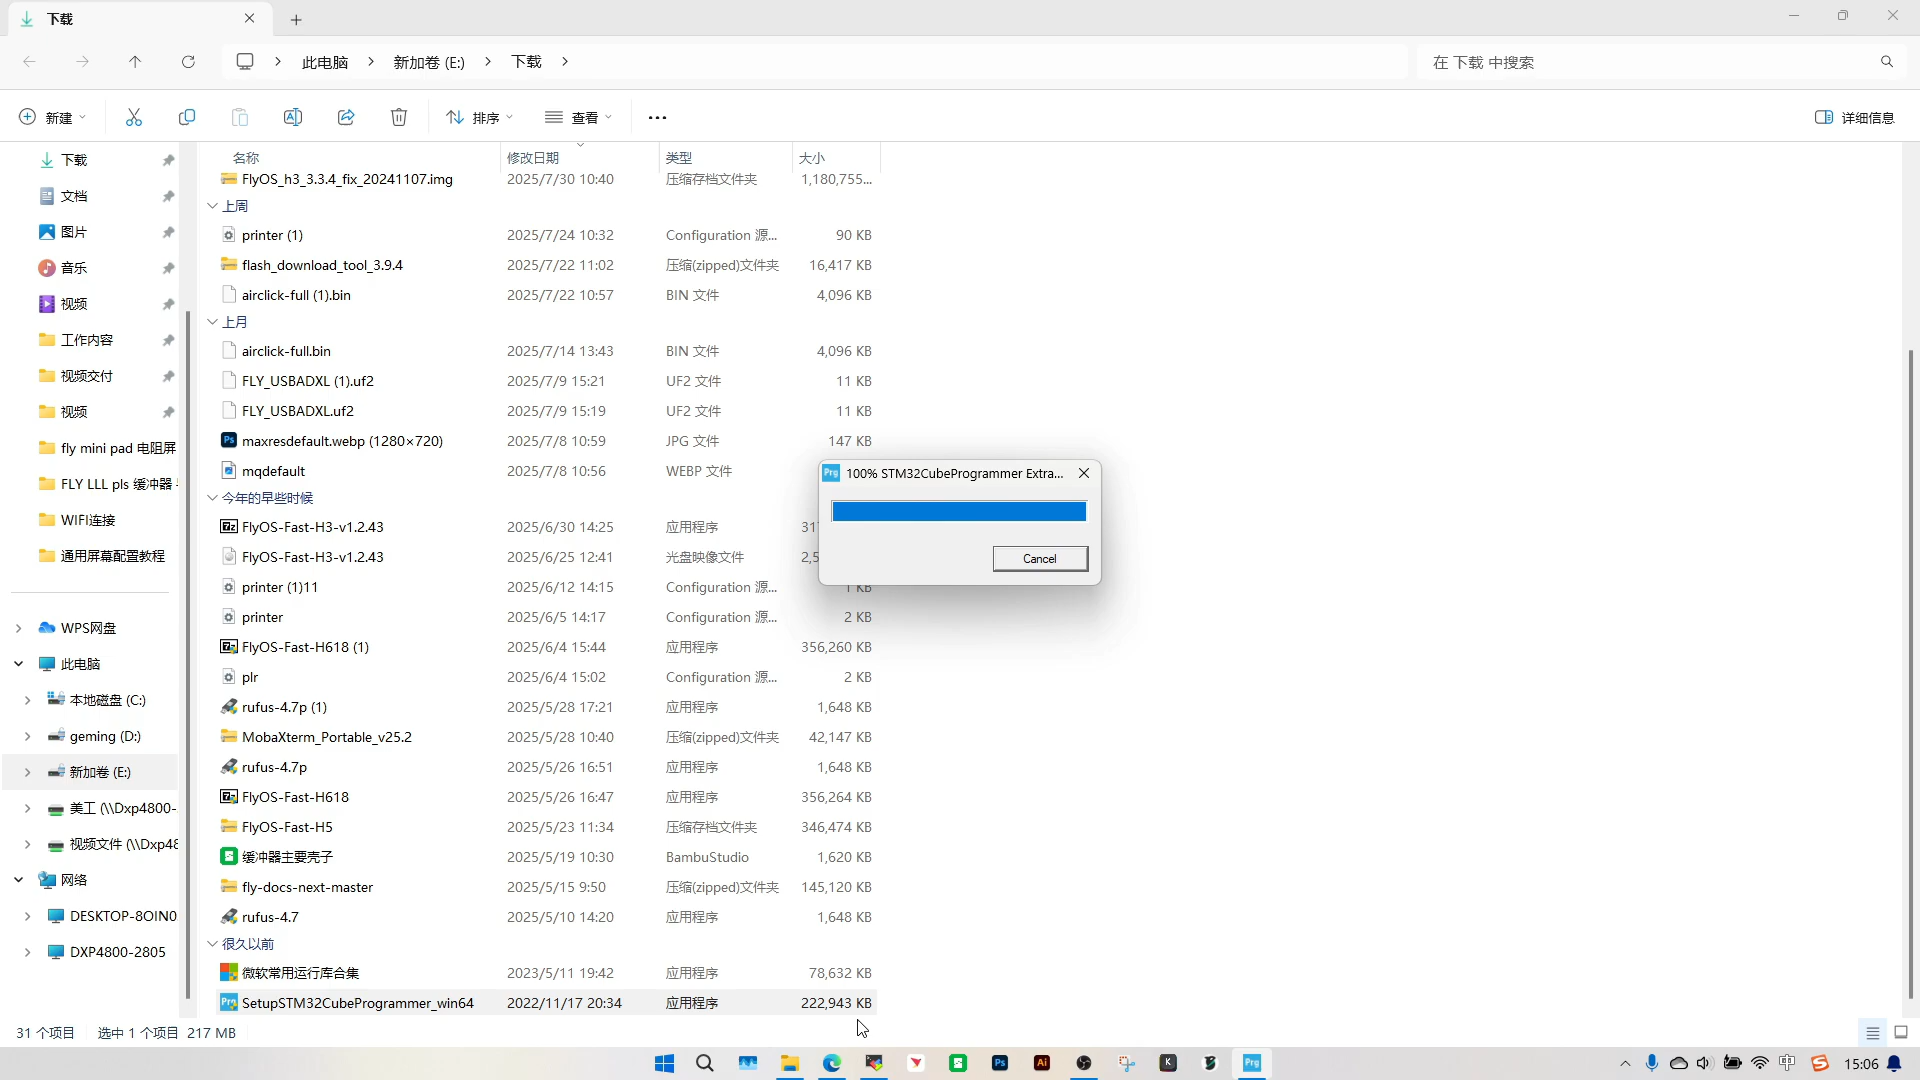 下载
此电脑 新加卷 (E:) 下载
在 下载 中搜索
新建 排序 查看 详细信息
名称 修改日期 类型 大小
FlyOS_h3_3.3.4_fix_20241107.img 2025/7/30 10:40 压缩存档文件夹 1,180,755...
上周
printer (1) 2025/7/24 10:32 Configuration 源... 90 KB
flash_download_tool_3.9.4 2025/7/22 11:02 压缩(zipped)文件夹 16,417 KB
airclick-full (1).bin 2025/7/22 10:57 BIN 文件 4,096 KB
上月
airclick-full.bin 2025/7/14 13:43 BIN 文件 4,096 KB
FLY_USBADXL (1).uf2 2025/7/9 15:21 UF2 文件 11 KB
FLY_USBADXL.uf2 2025/7/9 15:19 UF2 文件 11 KB
maxresdefault.webp (1280×720) 2025/7/8 10:59 JPG 文件 147 KB
mqdefault 2025/7/8 10:56 WEBP 文件
今年的早些时候
FlyOS-Fast-H3-v1.2.43 2025/6/30 14:25 应用程序 31
FlyOS-Fast-H3-v1.2.43 2025/6/25 12:41 光盘映像文件 2,5
printer (1)11 2025/6/12 14:15 Configuration 源... 1 KB
printer 2025/6/5 14:17 Configuration 源... 2 KB
FlyOS-Fast-H618 (1) 2025/6/4 15:44 应用程序 356,260 KB
plr 2025/6/4 15:02 Configuration 源... 2 KB
rufus-4.7p (1) 2025/5/28 17:21 应用程序 1,648 KB
MobaXterm_Portable_v25.2 2025/5/28 10:40 压缩(zipped)文件夹 42,147 KB
rufus-4.7p 2025/5/26 16:51 应用程序 1,648 KB
FlyOS-Fast-H618 2025/5/26 16:47 应用程序 356,264 KB
FlyOS-Fast-H5 2025/5/23 11:34 压缩存档文件夹 346,474 KB
缓冲器主要壳子 2025/5/19 10:30 BambuStudio 1,620 KB
fly-docs-next-master 2025/5/15 9:50 压缩(zipped)文件夹 145,120 KB
rufus-4.7 2025/5/10 14:20 应用程序 1,648 KB
很久以前
微软常用运行库合集 2023/5/11 19:42 应用程序 78,632 KB
SetupSTM32CubeProgrammer_win64 2022/11/17 20:34 应用程序 222,943 KB
下载
文档
图片
音乐
视频
工作内容
视频交付
视频
fly mini pad 电阻屏
FLY LLL pls 缓冲器
WIFI连接
通用屏幕配置教程
WPS网盘
此电脑
本地磁盘 (C:)
geming (D:)
新加卷 (E:)
美工 (\\Dxp4800-
视频文件 (\\Dxp48
网络
DESKTOP-8OIN0
DXP4800-2805
Prg 100% STM32CubeProgrammer Extra...
Cancel
31 个项目 选中 1 个项目 217 MB
Ps Ai K Prg 中 S 15:06